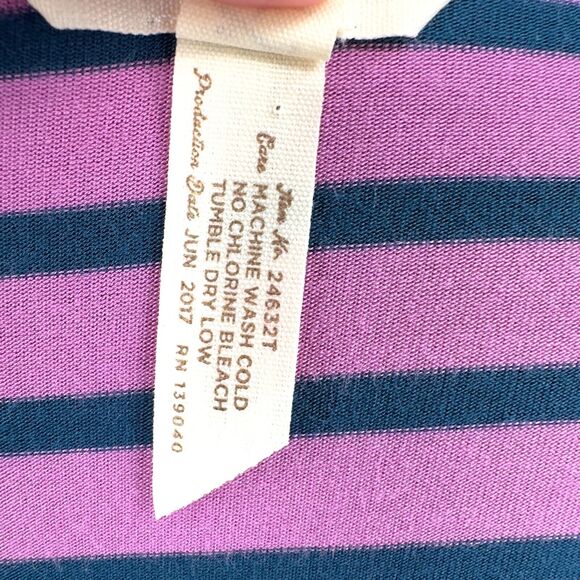 Item No. 24632T
Care MACHINE WASH COLD
NO CHLORINE BLEACH
TUMBLE DRY LOW
Production Date JUN 2017 RN 139040